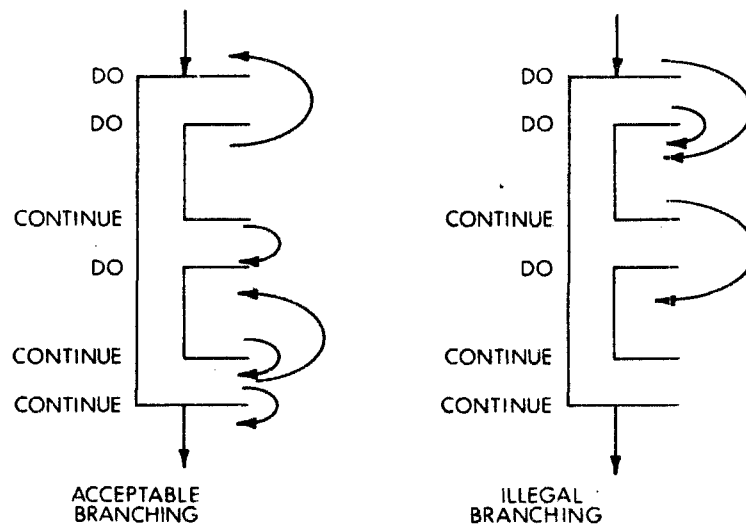 DO
DO
CONTINUE
DO
CONTINUE
CONTINUE
ACCEPTABLE
BRANCHING
DO
DO
CONTINUE
DO
CONTINUE
CONTINUE
ILLEGAL
BRANCHING